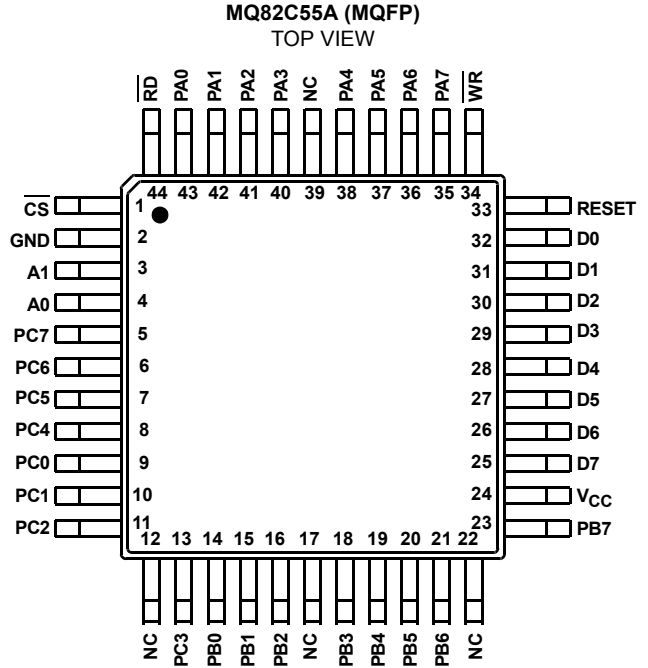 MQ82C55A (MQFP)
TOP VIEW
RD PA0 PA1 PA2 PA3 NC PA4 PA5 PA6 PA7 WR
44 43 42 41 40 39 38 37 36 35 34
CS 1 33 RESET
GND 2 32 D0
A1 3 31 D1
A0 4 30 D2
PC7 5 29 D3
PC6 6 28 D4
PC5 7 27 D5
PC4 8 26 D6
PC0 9 25 D7
PC1 10 24 VCC
PC2 11 23 PB7
12 13 14 15 16 17 18 19 20 21 22
NC PC3 PB0 PB1 PB2 NC PB3 PB4 PB5 PB6 NC